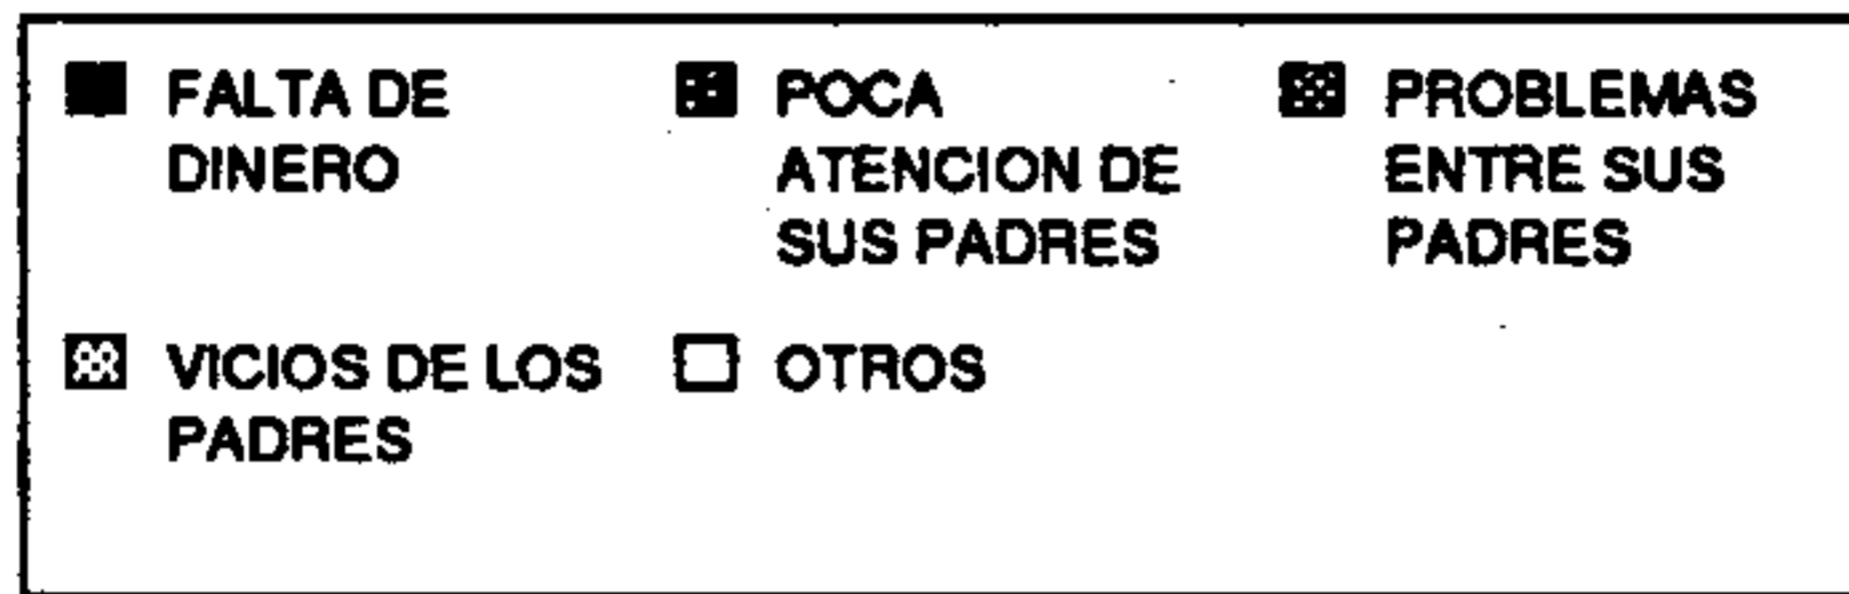 FALTA DE
DINERO
POCA
ATENCION DE
SUS PADRES
PROBLEMAS
ENTRE SUS
PADRES
VICIOS DE LOS
PADRES
OTROS